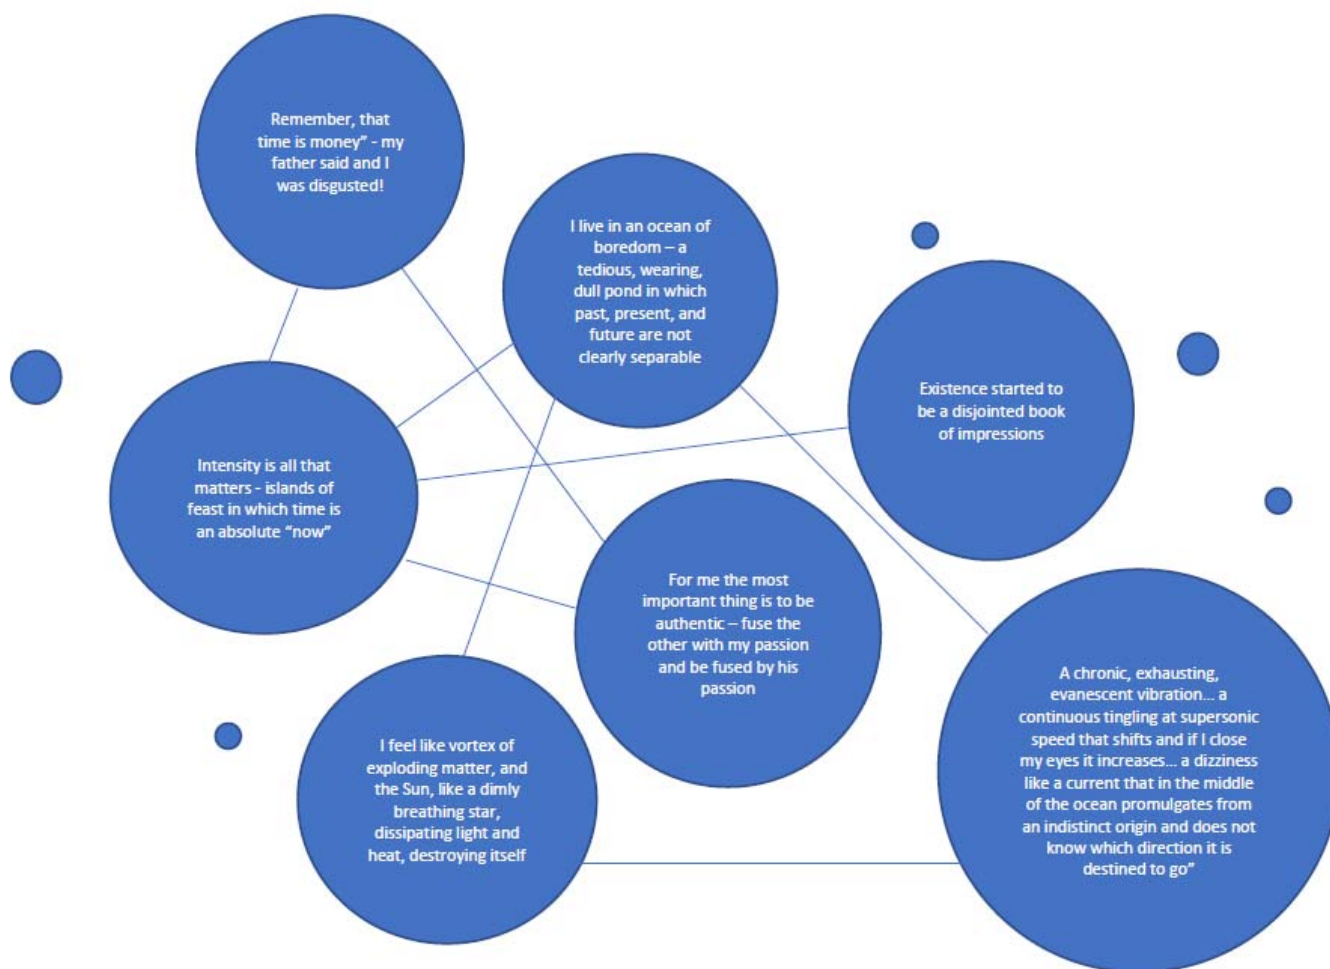 Remember, that
time is money” - my
father said and I
was disgusted!
I live in an ocean of
boredom – a
tedious, wearing,
dull pond in which
past, present, and
future are not
clearly separable
Existence started to
be a disjointed book
of impressions
Intensity is all that
matters - islands of
feast in which time is
an absolute “now”
For me the most
important thing is to be
authentic – fuse the
other with my passion
and be fused by his
passion
I feel like vortex of
exploding matter, and
the Sun, like a dimly
breathing star,
dissipating light and
heat, destroying itself
A chronic, exhausting,
evanescent vibration... a
continuous tingling at supersonic
speed that shifts and if I close
my eyes it increases... a dizziness
like a current that in the middle
of the ocean promulgates from
an indistinct origin and does not
know which direction it is
destined to go”